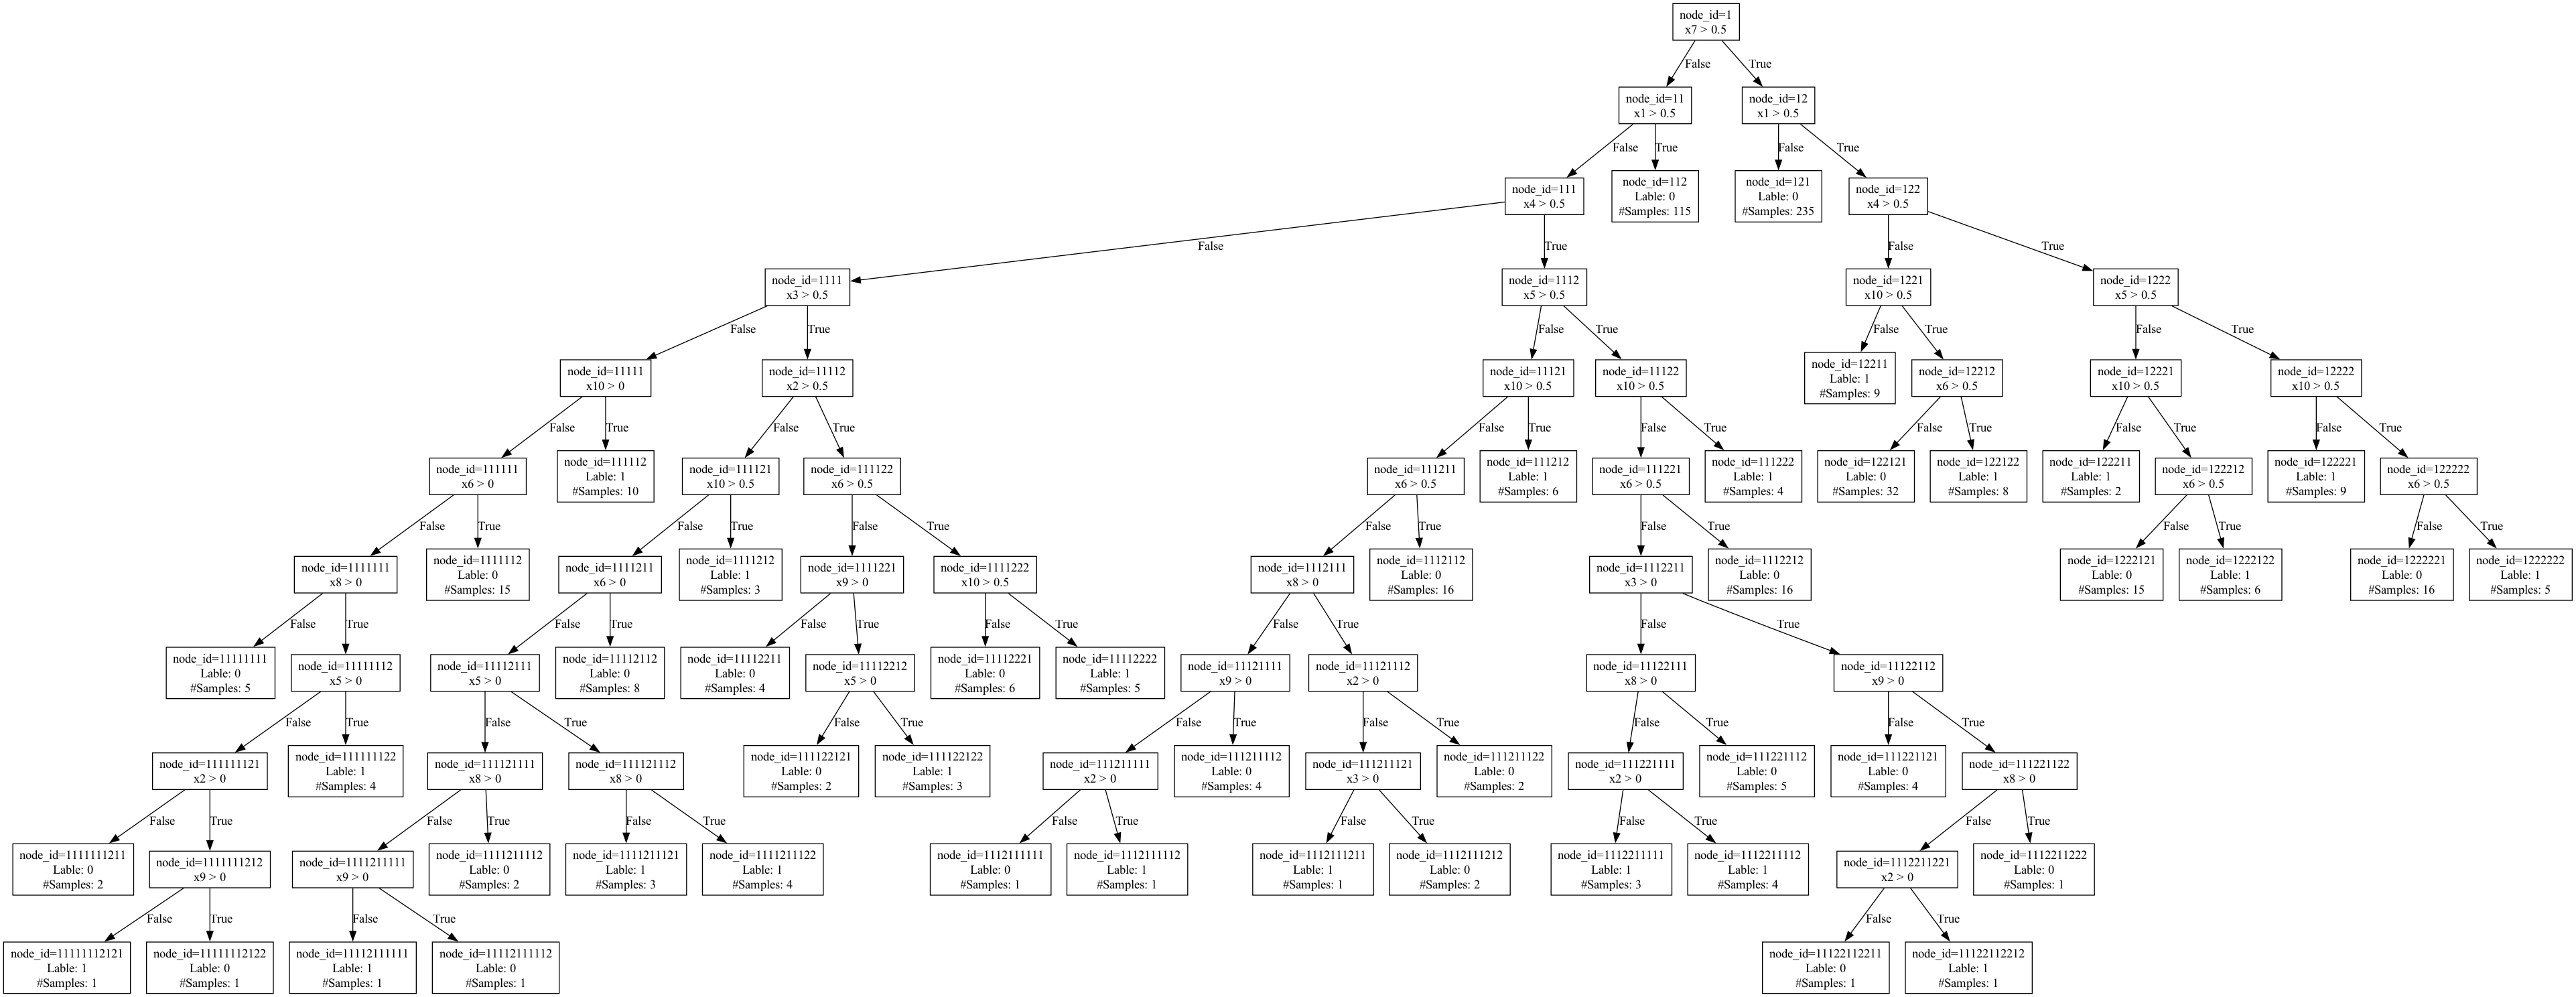 node_id=1
x7 > 0.5
False
True
node_id=11
x1 > 0.5
node_id=12
x1 > 0.5
False
True
False
True
node_id=111
x4 > 0.5
node_id=112
Lable: 0
#Samples: 115
node_id=121
Lable: 0
#Samples: 235
node_id=122
x4 > 0.5
False
True
False
True
node_id=1111
x3 > 0.5
node_id=1112
x5 > 0.5
node_id=1221
x10 > 0.5
node_id=1222
x5 > 0.5
False
True
False
True
False
True
False
True
node_id=11111
x10 > 0
node_id=11112
x2 > 0.5
node_id=11121
x10 > 0.5
node_id=11122
x10 > 0.5
node_id=12211
Lable: 1
#Samples: 9
node_id=12212
x6 > 0.5
node_id=12221
x10 > 0.5
node_id=12222
x10 > 0.5
False
True
False
True
False
True
False
True
False
True
False
True
False
True
node_id=111111
x6 > 0
node_id=111112
Lable: 1
#Samples: 10
node_id=111121
x10 > 0.5
node_id=111122
x6 > 0.5
node_id=111211
x6 > 0.5
node_id=111212
Lable: 1
#Samples: 6
node_id=111221
x6 > 0.5
node_id=111222
Lable: 1
#Samples: 4
node_id=122121
Lable: 0
#Samples: 32
node_id=122122
Lable: 1
#Samples: 8
node_id=122211
Lable: 1
#Samples: 2
node_id=122212
x6 > 0.5
node_id=122221
Lable: 1
#Samples: 9
node_id=122222
x6 > 0.5
False
True
False
True
False
True
False
True
False
True
False
True
False
True
node_id=1111111
x8 > 0
node_id=1111112
Lable: 0
#Samples: 15
node_id=1111211
x6 > 0
node_id=1111212
Lable: 1
#Samples: 3
node_id=1111221
x9 > 0
node_id=1111222
x10 > 0.5
node_id=1112111
x8 > 0
node_id=1112112
Lable: 0
#Samples: 16
node_id=1112211
x3 > 0
node_id=1112212
Lable: 0
#Samples: 16
node_id=1222121
Lable: 0
#Samples: 15
node_id=1222122
Lable: 1
#Samples: 6
node_id=1222221
Lable: 0
#Samples: 16
node_id=1222222
Lable: 1
#Samples: 5
False
True
False
True
False
True
False
True
False
True
False
True
node_id=11111111
Lable: 0
#Samples: 5
node_id=11111112
x5 > 0
node_id=11112111
x5 > 0
node_id=11112112
Lable: 0
#Samples: 8
node_id=11112211
Lable: 0
#Samples: 4
node_id=11112212
x5 > 0
node_id=11112221
Lable: 0
#Samples: 6
node_id=11112222
Lable: 1
#Samples: 5
node_id=11121111
x9 > 0
node_id=11121112
x2 > 0
node_id=11122111
x8 > 0
node_id=11122112
x9 > 0
False
True
False
True
False
True
False
True
False
True
False
True
False
True
node_id=111111121
x2 > 0
node_id=111111122
Lable: 1
#Samples: 4
node_id=111121111
x8 > 0
node_id=111121112
x8 > 0
node_id=111122121
Lable: 0
#Samples: 2
node_id=111122122
Lable: 1
#Samples: 3
node_id=111211111
x2 > 0
node_id=111211112
Lable: 0
#Samples: 4
node_id=111211121
x3 > 0
node_id=111211122
Lable: 0
#Samples: 2
node_id=111221111
x2 > 0
node_id=111221112
Lable: 0
#Samples: 5
node_id=111221121
Lable: 0
#Samples: 4
node_id=111221122
x8 > 0
False
True
False
True
False
True
False
True
False
True
False
True
False
True
node_id=1111111211
Lable: 0
#Samples: 2
node_id=1111111212
x9 > 0
node_id=1111211111
x9 > 0
node_id=1111211112
Lable: 0
#Samples: 2
node_id=1111211121
Lable: 1
#Samples: 3
node_id=1111211122
Lable: 1
#Samples: 4
node_id=1112111111
Lable: 0
#Samples: 1
node_id=1112111112
Lable: 1
#Samples: 1
node_id=1112111211
Lable: 1
#Samples: 1
node_id=1112111212
Lable: 0
#Samples: 2
node_id=1112211111
Lable: 1
#Samples: 3
node_id=1112211112
Lable: 1
#Samples: 4
node_id=1112211221
x2 > 0
node_id=1112211222
Lable: 0
#Samples: 1
False
True
False
True
False
True
node_id=11111112121
Lable: 1
#Samples: 1
node_id=11111112122
Lable: 0
#Samples: 1
node_id=11112111111
Lable: 1
#Samples: 1
node_id=11112111112
Lable: 0
#Samples: 1
node_id=11122112211
Lable: 0
#Samples: 1
node_id=11122112212
Lable: 1
#Samples: 1